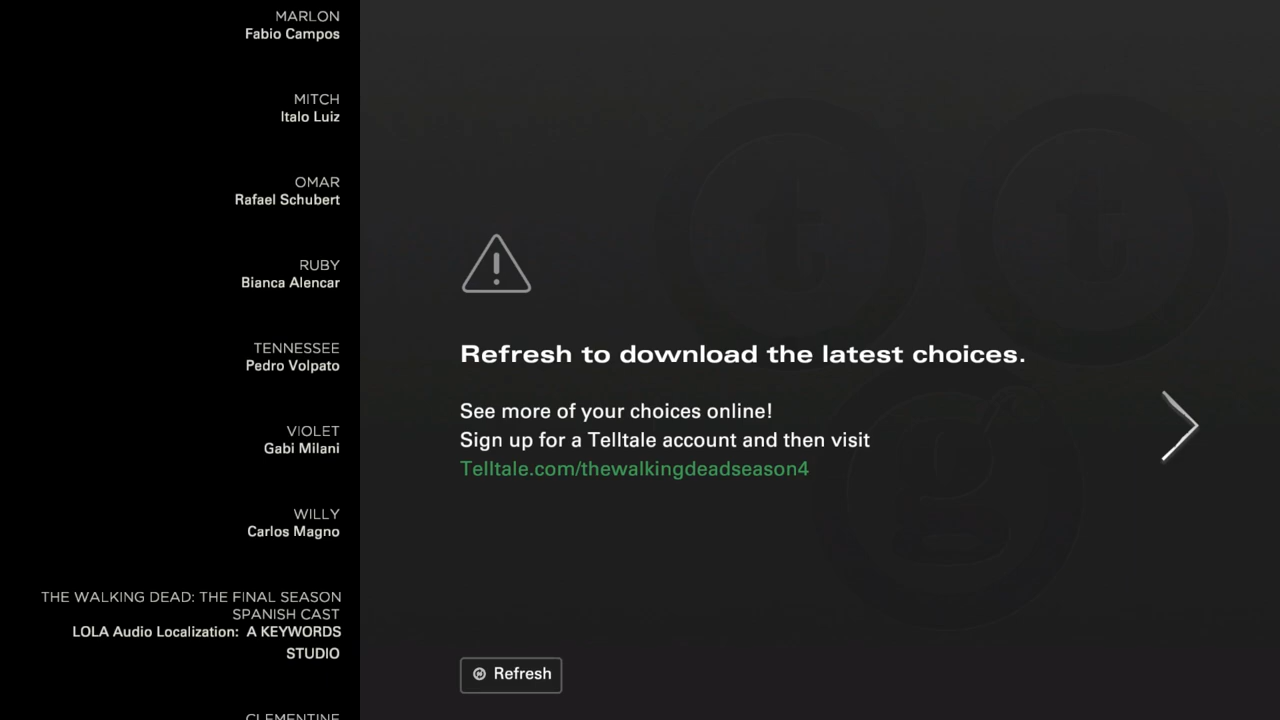 MARLON
Fabio Campos
MITCH
Italo Luiz
OMAR
Rafael Schubert
RUBY
Bianca Alencar
TENNESSEE
Pedro Volpato
VIOLET
Gabi Milani
WILLY
Carlos Magno
THE WALKING DEAD: THE FINAL SEASON
SPANISH CAST
LOLA Audio Localization: A KEYWORDS
STUDIO
CLEMENTINE
t t
g
Refresh to download the latest choices.
See more of your choices online!
Sign up for a Telltale account and then visit
Telltale.com/thewalkingdeadseason4
Refresh